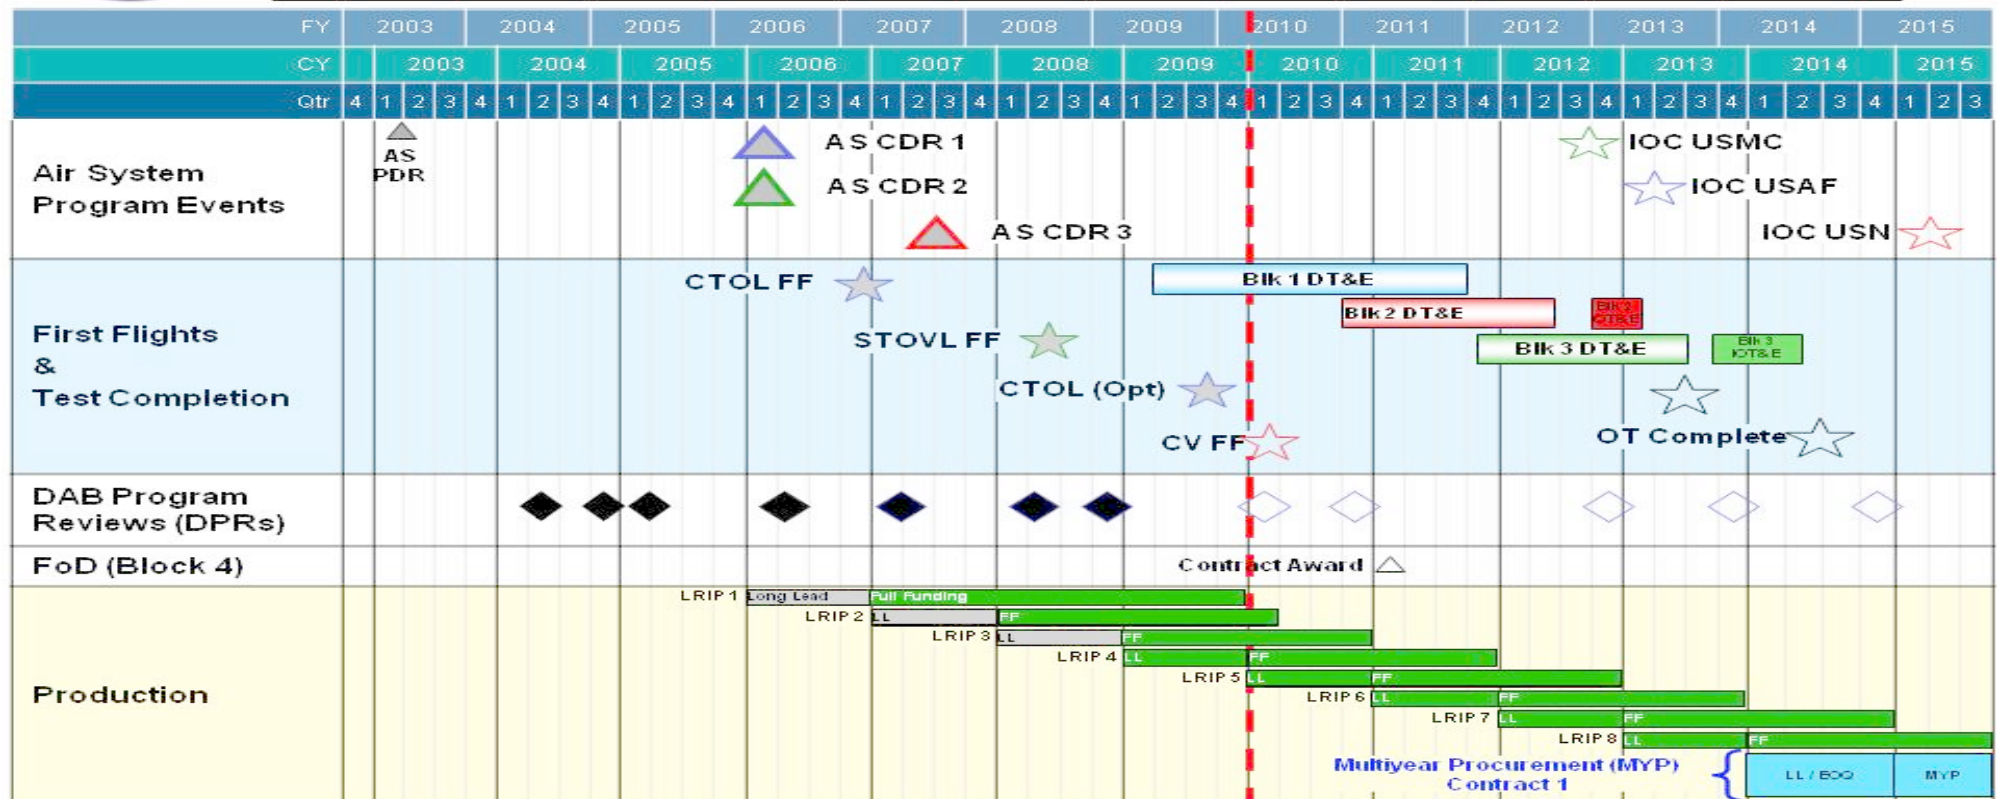 FY 2003 2004 2005 2006 2007 2008 2009 2010 2011 2012 2013 2014 2015
CY 2003 2004 2005 2006 2007 2008 2009 2010 2011 2012 2013 2014 2015
Qtr 4 1 2 3 4 1 2 3 4 1 2 3 4 1 2 3 4 1 2 3 4 1 2 3 4 1 2 3 4 1 2 3 4 1 2 3 4 1 2 3 4 1 2 3 4 1 2 3 4 1 2 3
Air System
Program Events
AS
PDR
AS CDR 1
AS CDR 2
AS CDR 3
IOC USMC
IOC USAF
IOC USN
First Flights
&
Test Completion
CTOL FF
STOVL FF
CTOL (Opt)
CV FF
Blk 1 DT&E
Blk 2 DT&E
Blk 2
OT&E
Blk 3 DT&E
Blk 3
IOT&E
OT Complete
DAB Program
Reviews (DPRs)
FoD (Block 4)
Contract Award
Production
LRIP 1 Long Lead Full Funding
LRIP 2 LL FF
LRIP 3 LL FF
LRIP 4 LL FF
LRIP 5 LL FF
LRIP 6 LL FF
LRIP 7 LL FF
LRIP 8 LL FF
Multiyear Procurement (MYP)
Contract 1
LL / EOQ
MYP